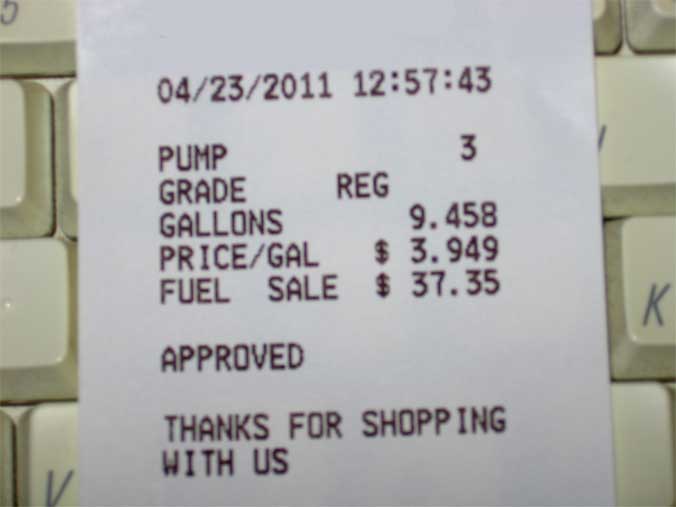 04/23/2011 12:57:43
PUMP 3
GRADE REG
GALLONS 9.458
PRICE/GAL $ 3.949
FUEL SALE $ 37.35
APPROVED
THANKS FOR SHOPPING
WITH US
5
K
V